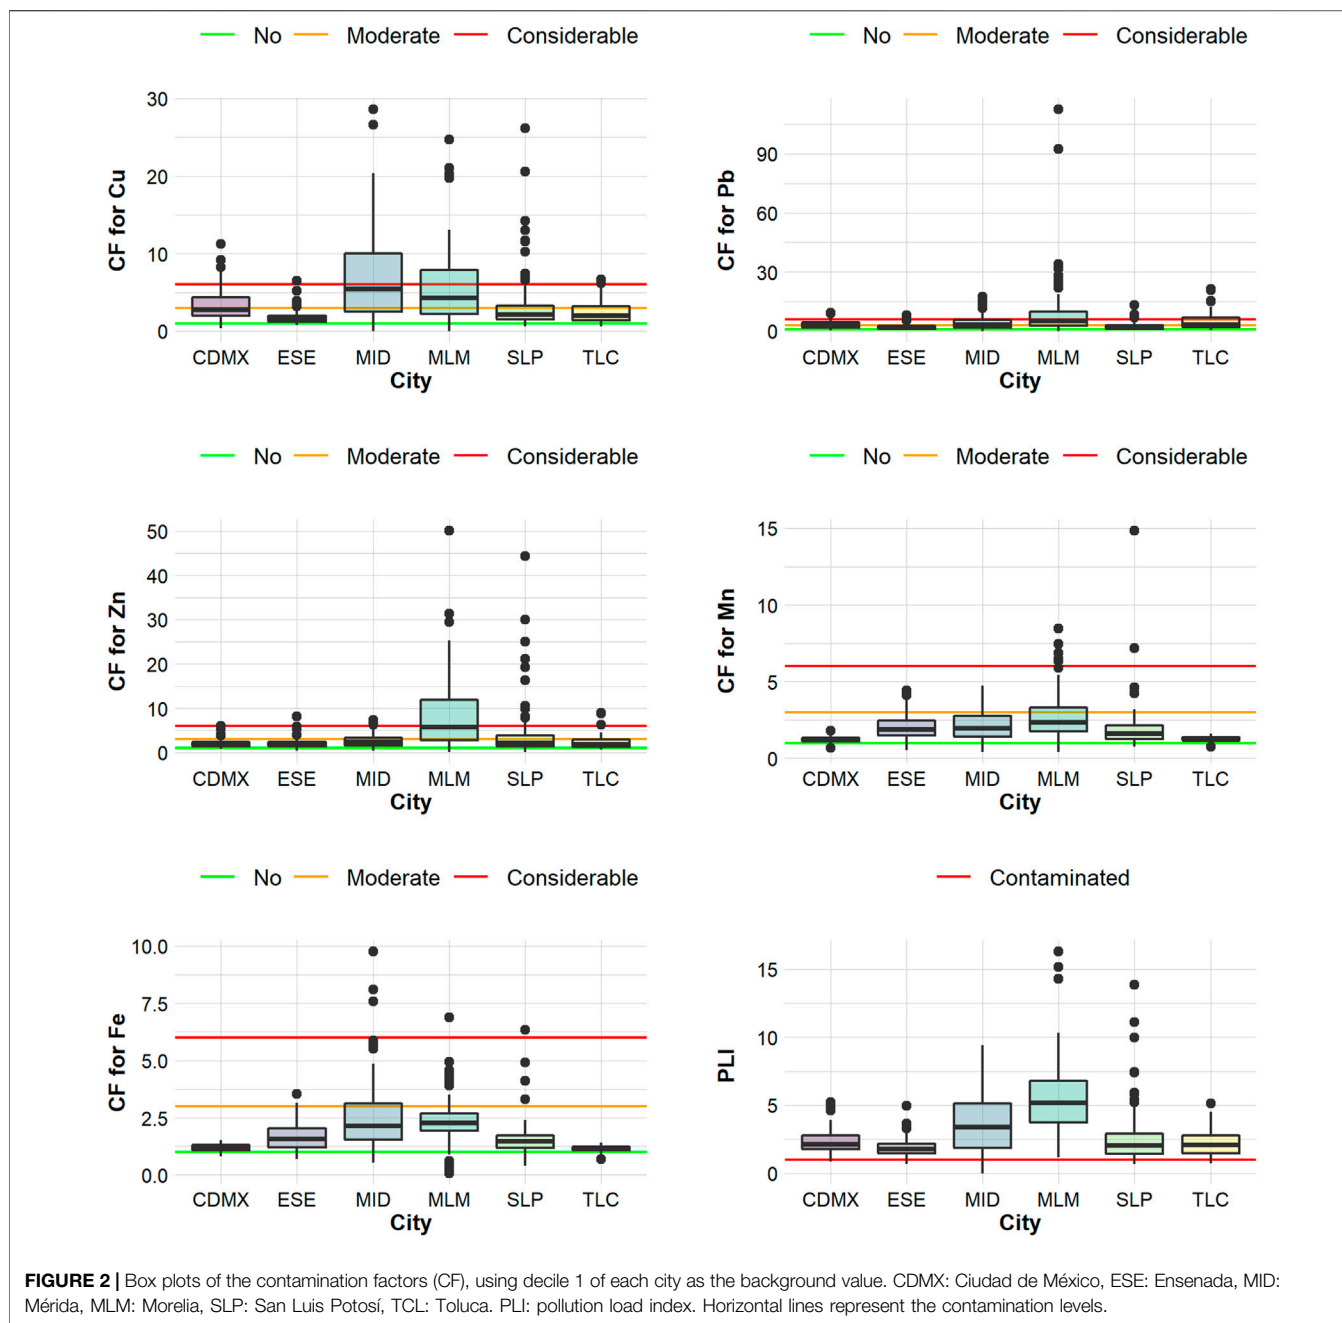 No Moderate Considerable
CF for Cu
30
20
10
0
CDMX ESE MID MLM SLP TLC
City
No Moderate Considerable
CF for Pb
90
60
30
0
CDMX ESE MID MLM SLP TLC
City
No Moderate Considerable
CF for Zn
50
40
30
20
10
0
CDMX ESE MID MLM SLP TLC
City
No Moderate Considerable
CF for Mn
15
10
5
0
CDMX ESE MID MLM SLP TLC
City
No Moderate Considerable
CF for Fe
10.0
7.5
5.0
2.5
0.0
CDMX ESE MID MLM SLP TLC
City
Contaminated
PLI
15
10
5
0
CDMX ESE MID MLM SLP TLC
City
FIGURE 2 | Box plots of the contamination factors (CF), using decile 1 of each city as the background value. CDMX: Ciudad de México, ESE: Ensenada, MID:
Mérida, MLM: Morelia, SLP: San Luis Potosí, TCL: Toluca. PLI: pollution load index. Horizontal lines represent the contamination levels.